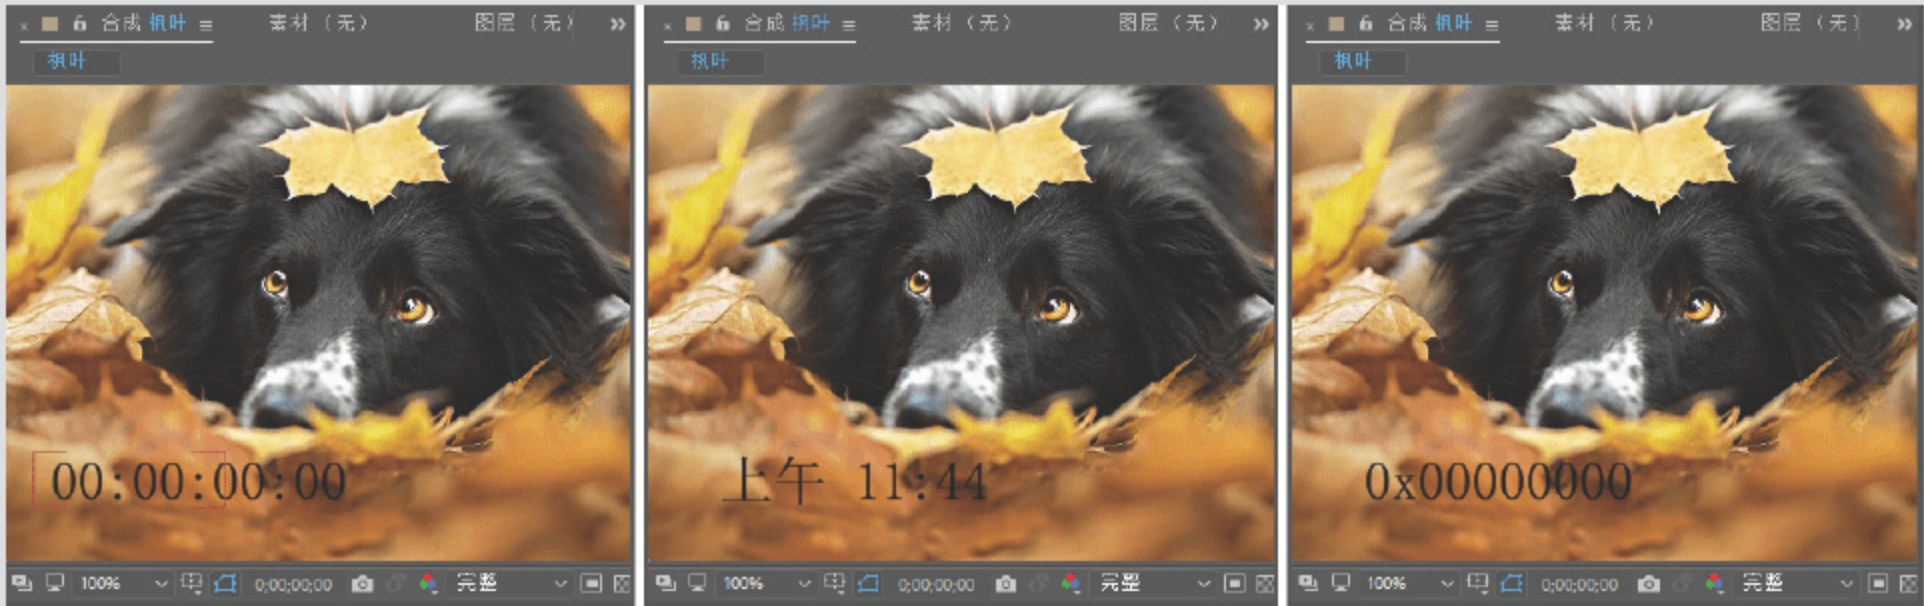 合成 枫叶
素材（无）
图层（无）
枫叶
00:00:00:00
100%
0;00;00;00
完整
合成 枫叶
素材（无）
图层（无）
枫叶
上午 11:44
100%
0;00;00;00
完整
合成 枫叶
素材（无）
图层（无）
枫叶
0x00000000
100%
0;00;00;00
完整